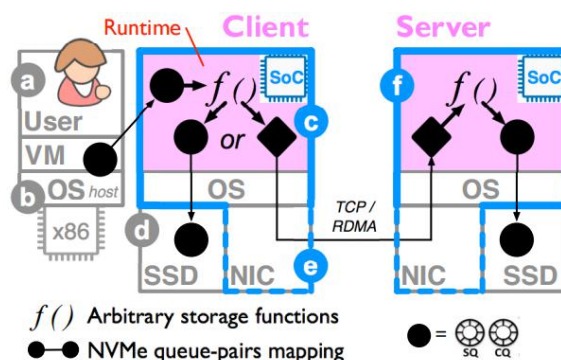 Runtime
Client
Server
a
User
VM
b
OS host
x86
f()
SoC
c
or
OS
d
SSD
NIC
e
TCP /
RDMA
f
f()
SoC
OS
NIC
SSD
f() Arbitrary storage functions
NVMe queue-pairs mapping
=
SQ CQ